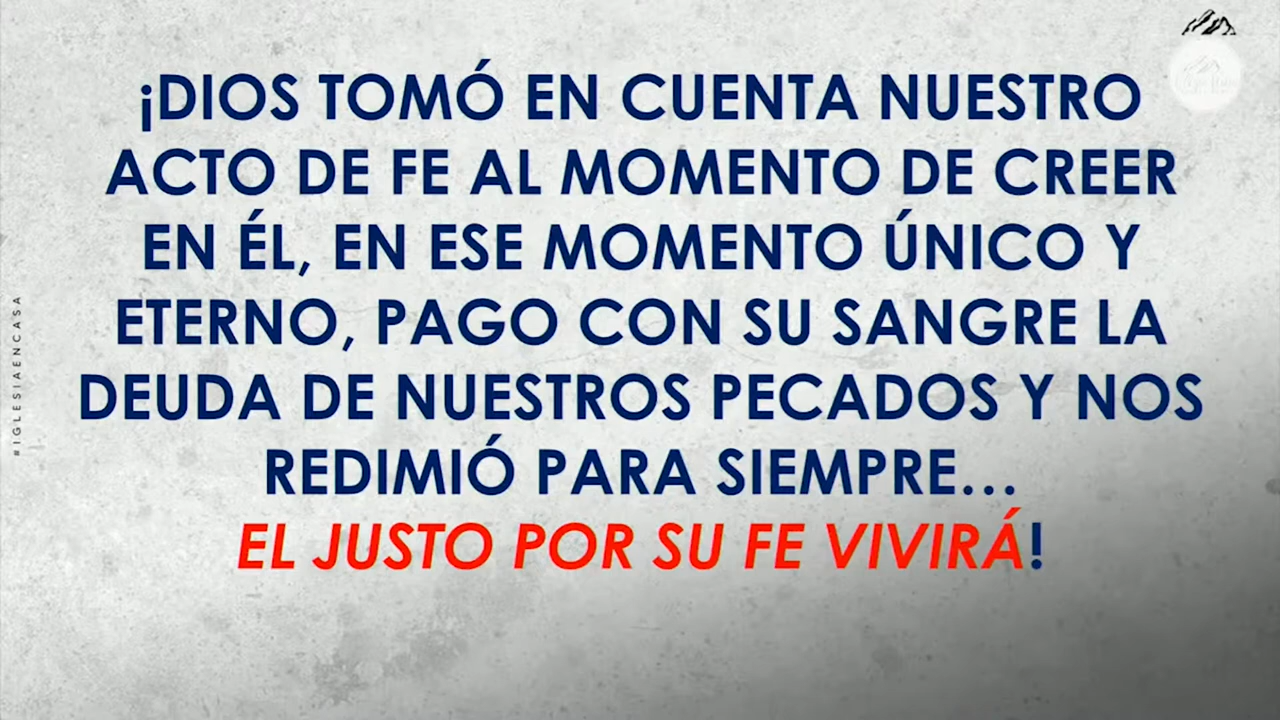 ¡DIOS TOMÓ EN CUENTA NUESTRO
ACTO DE FE AL MOMENTO DE CREER
EN ÉL, EN ESE MOMENTO ÚNICO Y
ETERNO, PAGO CON SU SANGRE LA
DEUDA DE NUESTROS PECADOS Y NOS
REDIMIÓ PARA SIEMPRE...
EL JUSTO POR SU FE VIVIRÁ!
#IGLESIAENCASA